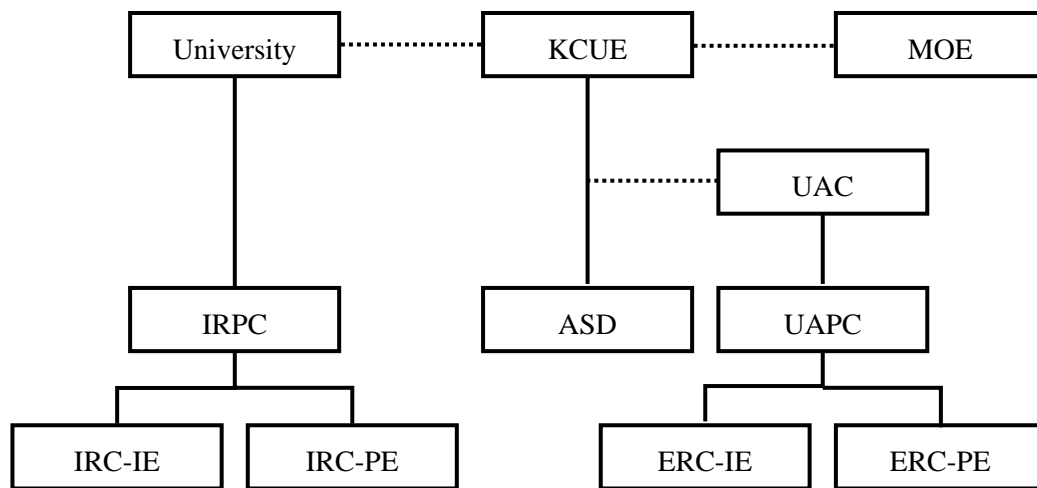 University
KCUE
MOE
UAC
IRPC
ASD
UAPC
IRC-IE
IRC-PE
ERC-IE
ERC-PE